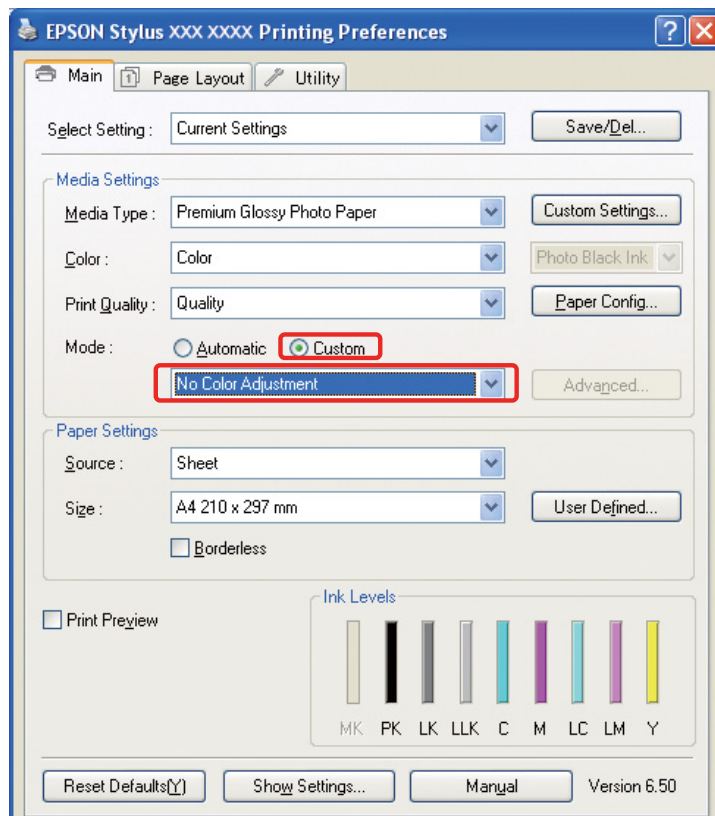 EPSON Stylus XXX XXXX Printing Preferences
Main
Page Layout
Utility
Select Setting :
Current Settings
Save/Del...
Media Settings
Media Type :
Premium Glossy Photo Paper
Custom Settings...
Color :
Color
Photo Black Ink
Print Quality :
Quality
Paper Config...
Mode :
Automatic
Custom
No Color Adjustment
Advanced...
Paper Settings
Source :
Sheet
Size :
A4 210 x 297 mm
User Defined...
Borderless
Print Preview
Ink Levels
MK PK LK LLK C M LC LM Y
Reset Defaults(Y)
Show Settings...
Manual
Version 6.50